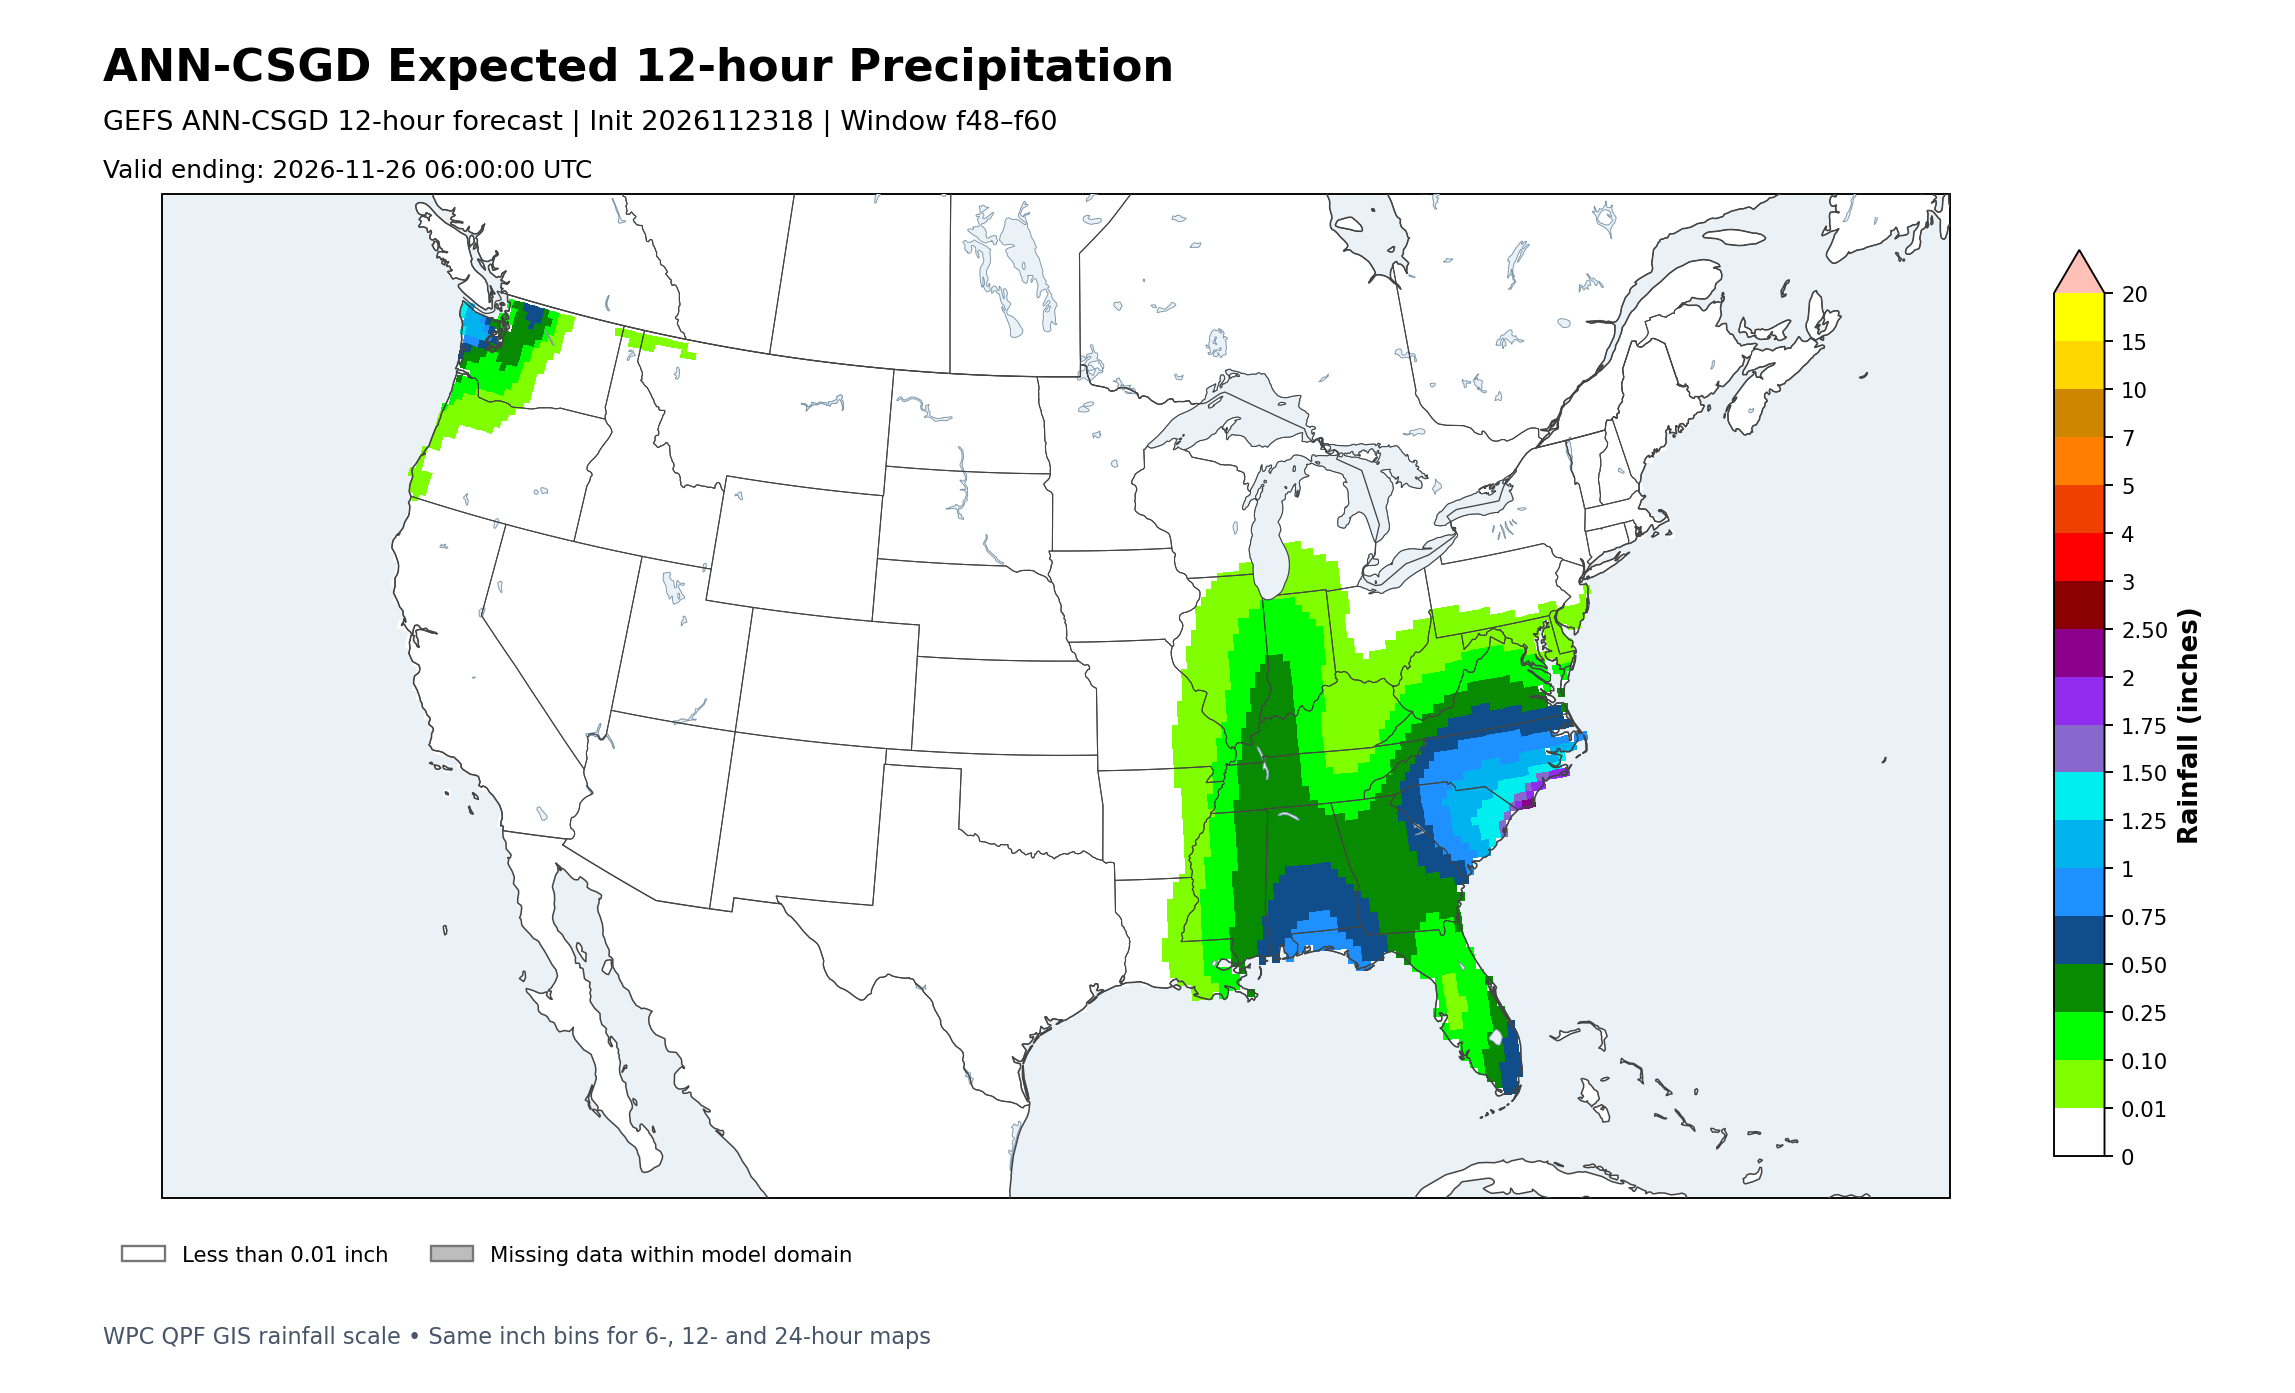 ANN-CSGD Expected 12-hour Precipitation
GEFS ANN-CSGD 12-hour forecast | Init 2026112318 | Window f48–f60
Valid ending: 2026-11-26 06:00:00 UTC
20
15
10
7
5
4
3
2.50
2
1.75
1.50
1.25
1
0.75
0.50
0.25
0.10
0.01
0
Rainfall (inches)
Less than 0.01 inch
Missing data within model domain
WPC QPF GIS rainfall scale • Same inch bins for 6-, 12- and 24-hour maps